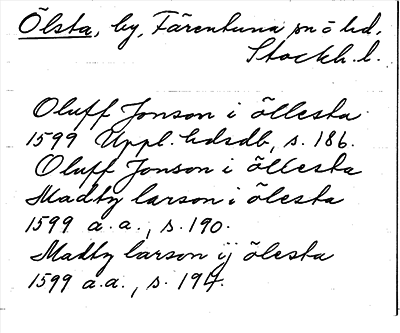 Ölsta, by, Färentuna sn o hd,
Stockh. l.
Oluff Jonson i öllesta
1599 Uppl. hdsdb, s. 186.
Oluff Jonson i öllesta
Madtz larson i ölesta
1599 a.a., s. 190.
Madtz larson ij ölesta
1599 a.a., s. 197.